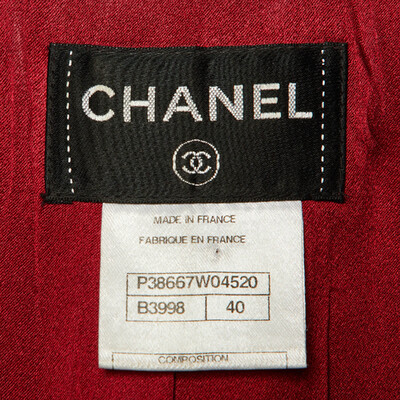 CHANEL
MADE IN FRANCE
FABRIQUE EN FRANCE
P38667W04520
B3998 40
COMPOSITION